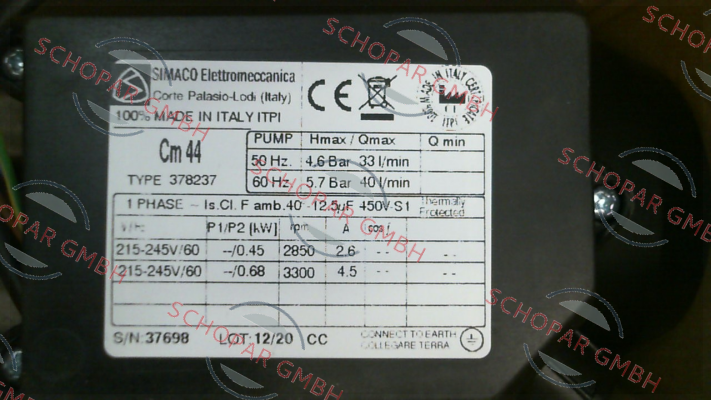 SIMACO Elettromeccanica
Corte Palasio-Lodi (Italy)
100% MADE IN ITALY ITPI
Cm 44
TYPE 378237
PUMP Hmax / Qmax Q min
50 Hz. 4,6 Bar 33 l/min
60 Hz. 5,7 Bar 40 l/min
1 PHASE ~ Is.Cl. F amb.40° 12.5µF 450V S1 Thermally Protected
P1/P2 [kW] rpm A cos
215-245V/60 --/0.45 2850 2.6 -- --
215-245V/60 --/0.68 3300 4.5 -- --
S/N: 37698 LOT: 12/20 CC CONNECT TO EARTH
COLLEGARE TERRA
SCHOPAR GMBH
SCHOPAR GMBH
SCHOPAR GMBH
SCHOPAR GMBH
SCHOPAR GMBH
SCHOPAR GMBH
SCHOPAR GMBH
SCHOPAR GMBH